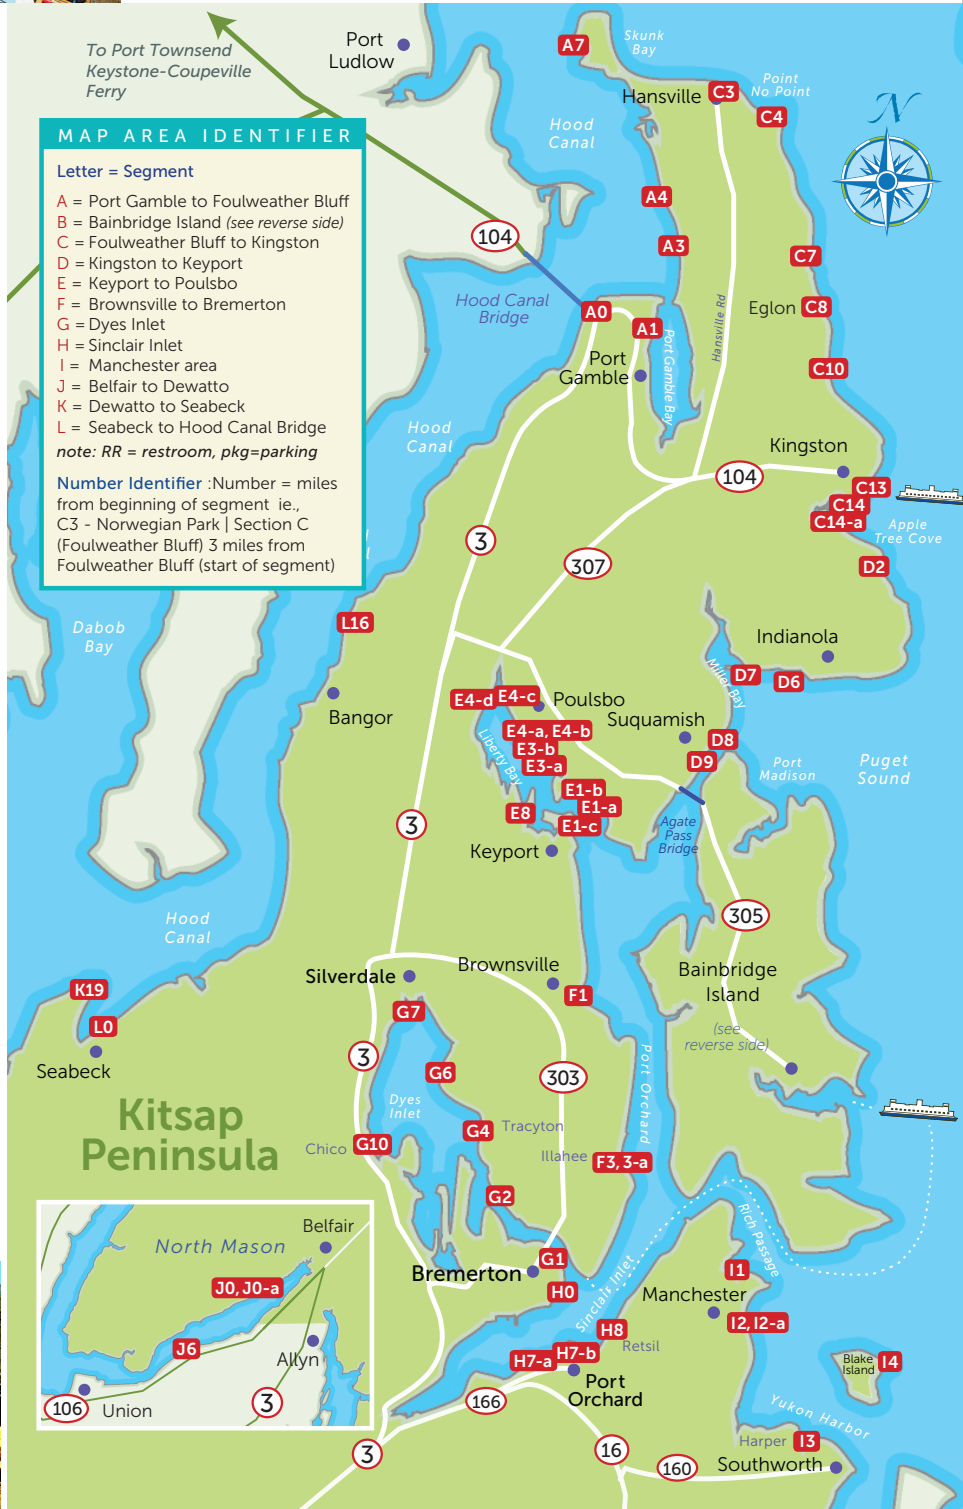 To Port Townsend
Keystone-Coupeville
Ferry
Port
Ludlow
A7
Skunk
Bay
Hansville
C3
Point
No Point
C4
N
Hood
Canal
MAP AREA IDENTIFIER
Letter = Segment
A = Port Gamble to Foulweather Bluff
B = Bainbridge Island (see reverse side)
C = Foulweather Bluff to Kingston
D = Kingston to Keyport
E = Keyport to Poulsbo
F = Brownsville to Bremerton
G = Dyes Inlet
H = Sinclair Inlet
I = Manchester area
J = Belfair to Dewatto
K = Dewatto to Seabeck
L = Seabeck to Hood Canal Bridge
note: RR = restroom, pkg=parking
Number Identifier :Number = miles
from beginning of segment ie.,
C3 - Norwegian Park | Section C
(Foulweather Bluff) 3 miles from
Foulweather Bluff (start of segment)
A4
104
A3
C7
Hood Canal
Bridge
A0
A1
Eglon
C8
Hansville Rd
Port Gamble Bay
Port
Gamble
C10
Hood
Canal
Kingston
104
C13
C14
C14-a
Apple
Tree Cove
3
307
D2
L16
Dabob
Bay
Indianola
Miller Bay
D7
D6
Bangor
E4-d
E4-c
Poulsbo
Suquamish
E4-a, E4-b
E3-b
E3-a
Liberty Bay
D8
D9
Port
Madison
Puget
Sound
E1-b
E1-a
E8
E1-c
3
Agate
Pass
Bridge
Keyport
Hood
Canal
305
Silverdale
Brownsville
Bainbridge
Island
K19
F1
G7
L0
(see
reverse side)
Seabeck
3
G6
303
Port Orchard
Kitsap
Peninsula
Dyes
Inlet
G4
Tracyton
Chico
G10
Illahee
F3, 3-a
G2
Rich Passage
Belfair
North Mason
J0, J0-a
J6
Allyn
106
Union
3
G1
Bremerton
H0
Sinclair Inlet
I1
Manchester
I2, I2-a
H8
Retsil
H7-b
H7-a
Port
Orchard
Blake
Island
I4
166
Yukon Harbor
3
16
Harper
I3
160
Southworth